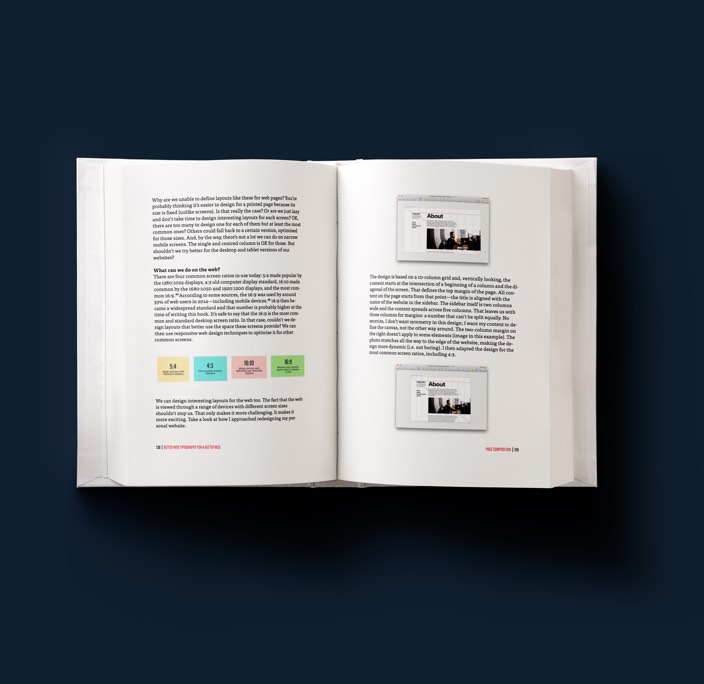 Why are we unable to define layouts like these for web pages? You're
probably thinking it's easier to design for a printed page because its
size is fixed (unlike screens). Is that really the case? Or are we just lazy
and don't take time to design interesting layouts for each screen? OK,
there are too many to design one for each of them but at least the most
common ones? Others could fall back to a certain version, optimised
for those sizes. And, by the way, there's not a lot we can do on narrow
mobile screens. The single and centred column is OK for those. But
shouldn't we try better for the desktop and tablet versions of our
websites?
What can we do on the web?
There are four common screen ratios in use today: 5:4 made popular by
the 1280:1024 displays, 4:3 old computer display standard, 16:10 made
common by the 1680:1050 and 1920:1200 displays, and the most com-
mon 16:9. According to some sources, the 16:9 was used by around
33% of web users in 2014—including mobile devices. 16:9 then be-
came a widespread standard and that number is probably higher at the
time of writing this book. It's safe to say that the 16:9 is the most com-
mon and standard desktop screen ratio. In that case, couldn't we de-
sign layouts that better use the space these screens provide? We can
then use responsive web design techniques to optimise it for other
common screens.
5:4
4:3
16:10
16:9
We can design interesting layouts for the web too. The fact that the web
is viewed through a range of devices with different screen sizes
shouldn't stop us. That only makes it more challenging. It makes it
more exciting. Take a look at how I approached redesigning my per-
sonal website.
138 | BETTER WEB TYPOGRAPHY FOR A BETTER WEB
About
The design is based on a 10-column grid and, vertically looking, the
content starts at the intersection of a beginning of a column and the di-
agonal of the screen. That defines the top margin of the page. All con-
tent on the page starts from that point—the title is aligned with the
name of the website in the sidebar. The sidebar itself is two columns
wide and the content spreads across five columns. That leaves us with
three columns for margins: a number that can't be split equally. No
worries, I don't want symmetry in this design; I want my content to de-
fine the canvas, not the other way around. The two-column margin on
the right doesn't apply to some elements (image in this example). The
photo stretches all the way to the edge of the website, making the de-
sign more dynamic (i.e. not boring). I then adapted the design for the
most common screen ratios, including 4:3.
About
PAGE COMPOSITION | 139